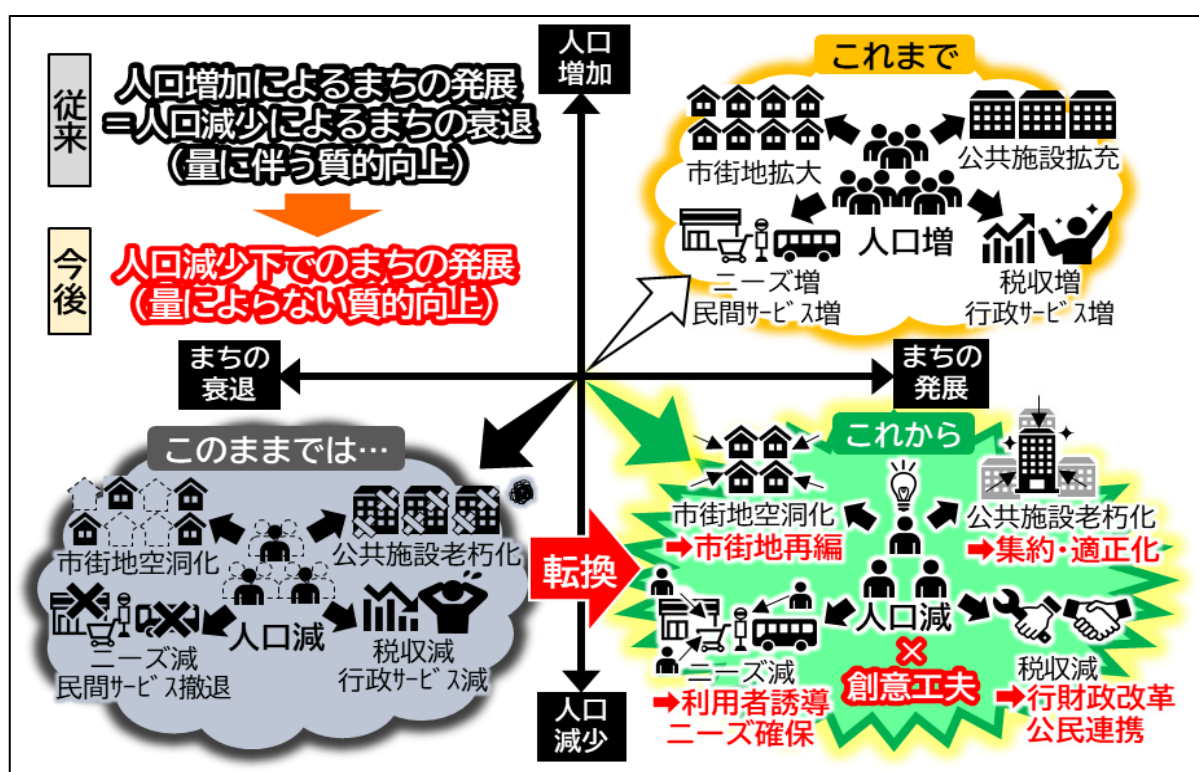 従来
人口増加によるまちの発展
＝人口減少によるまちの衰退
（量に伴う質的向上）
今後
人口減少下でのまちの発展
（量によらない質的向上）
人口
増加
まちの
衰退
まちの
発展
人口
減少
これまで
市街地拡大
公共施設拡充
人口増
ニーズ増
民間ｻｰﾋﾞｽ増
税収増
行政ｻｰﾋﾞｽ増
このままでは…
市街地空洞化
公共施設老朽化
人口減
ニーズ減
民間ｻｰﾋﾞｽ撤退
税収減
行政ｻｰﾋﾞｽ減
転換
これから
市街地空洞化
➡市街地再編
公共施設老朽化
➡集約・適正化
人口減
×
創意工夫
ニーズ減
➡利用者誘導
ニーズ確保
税収減
➡行財政改革
公民連携